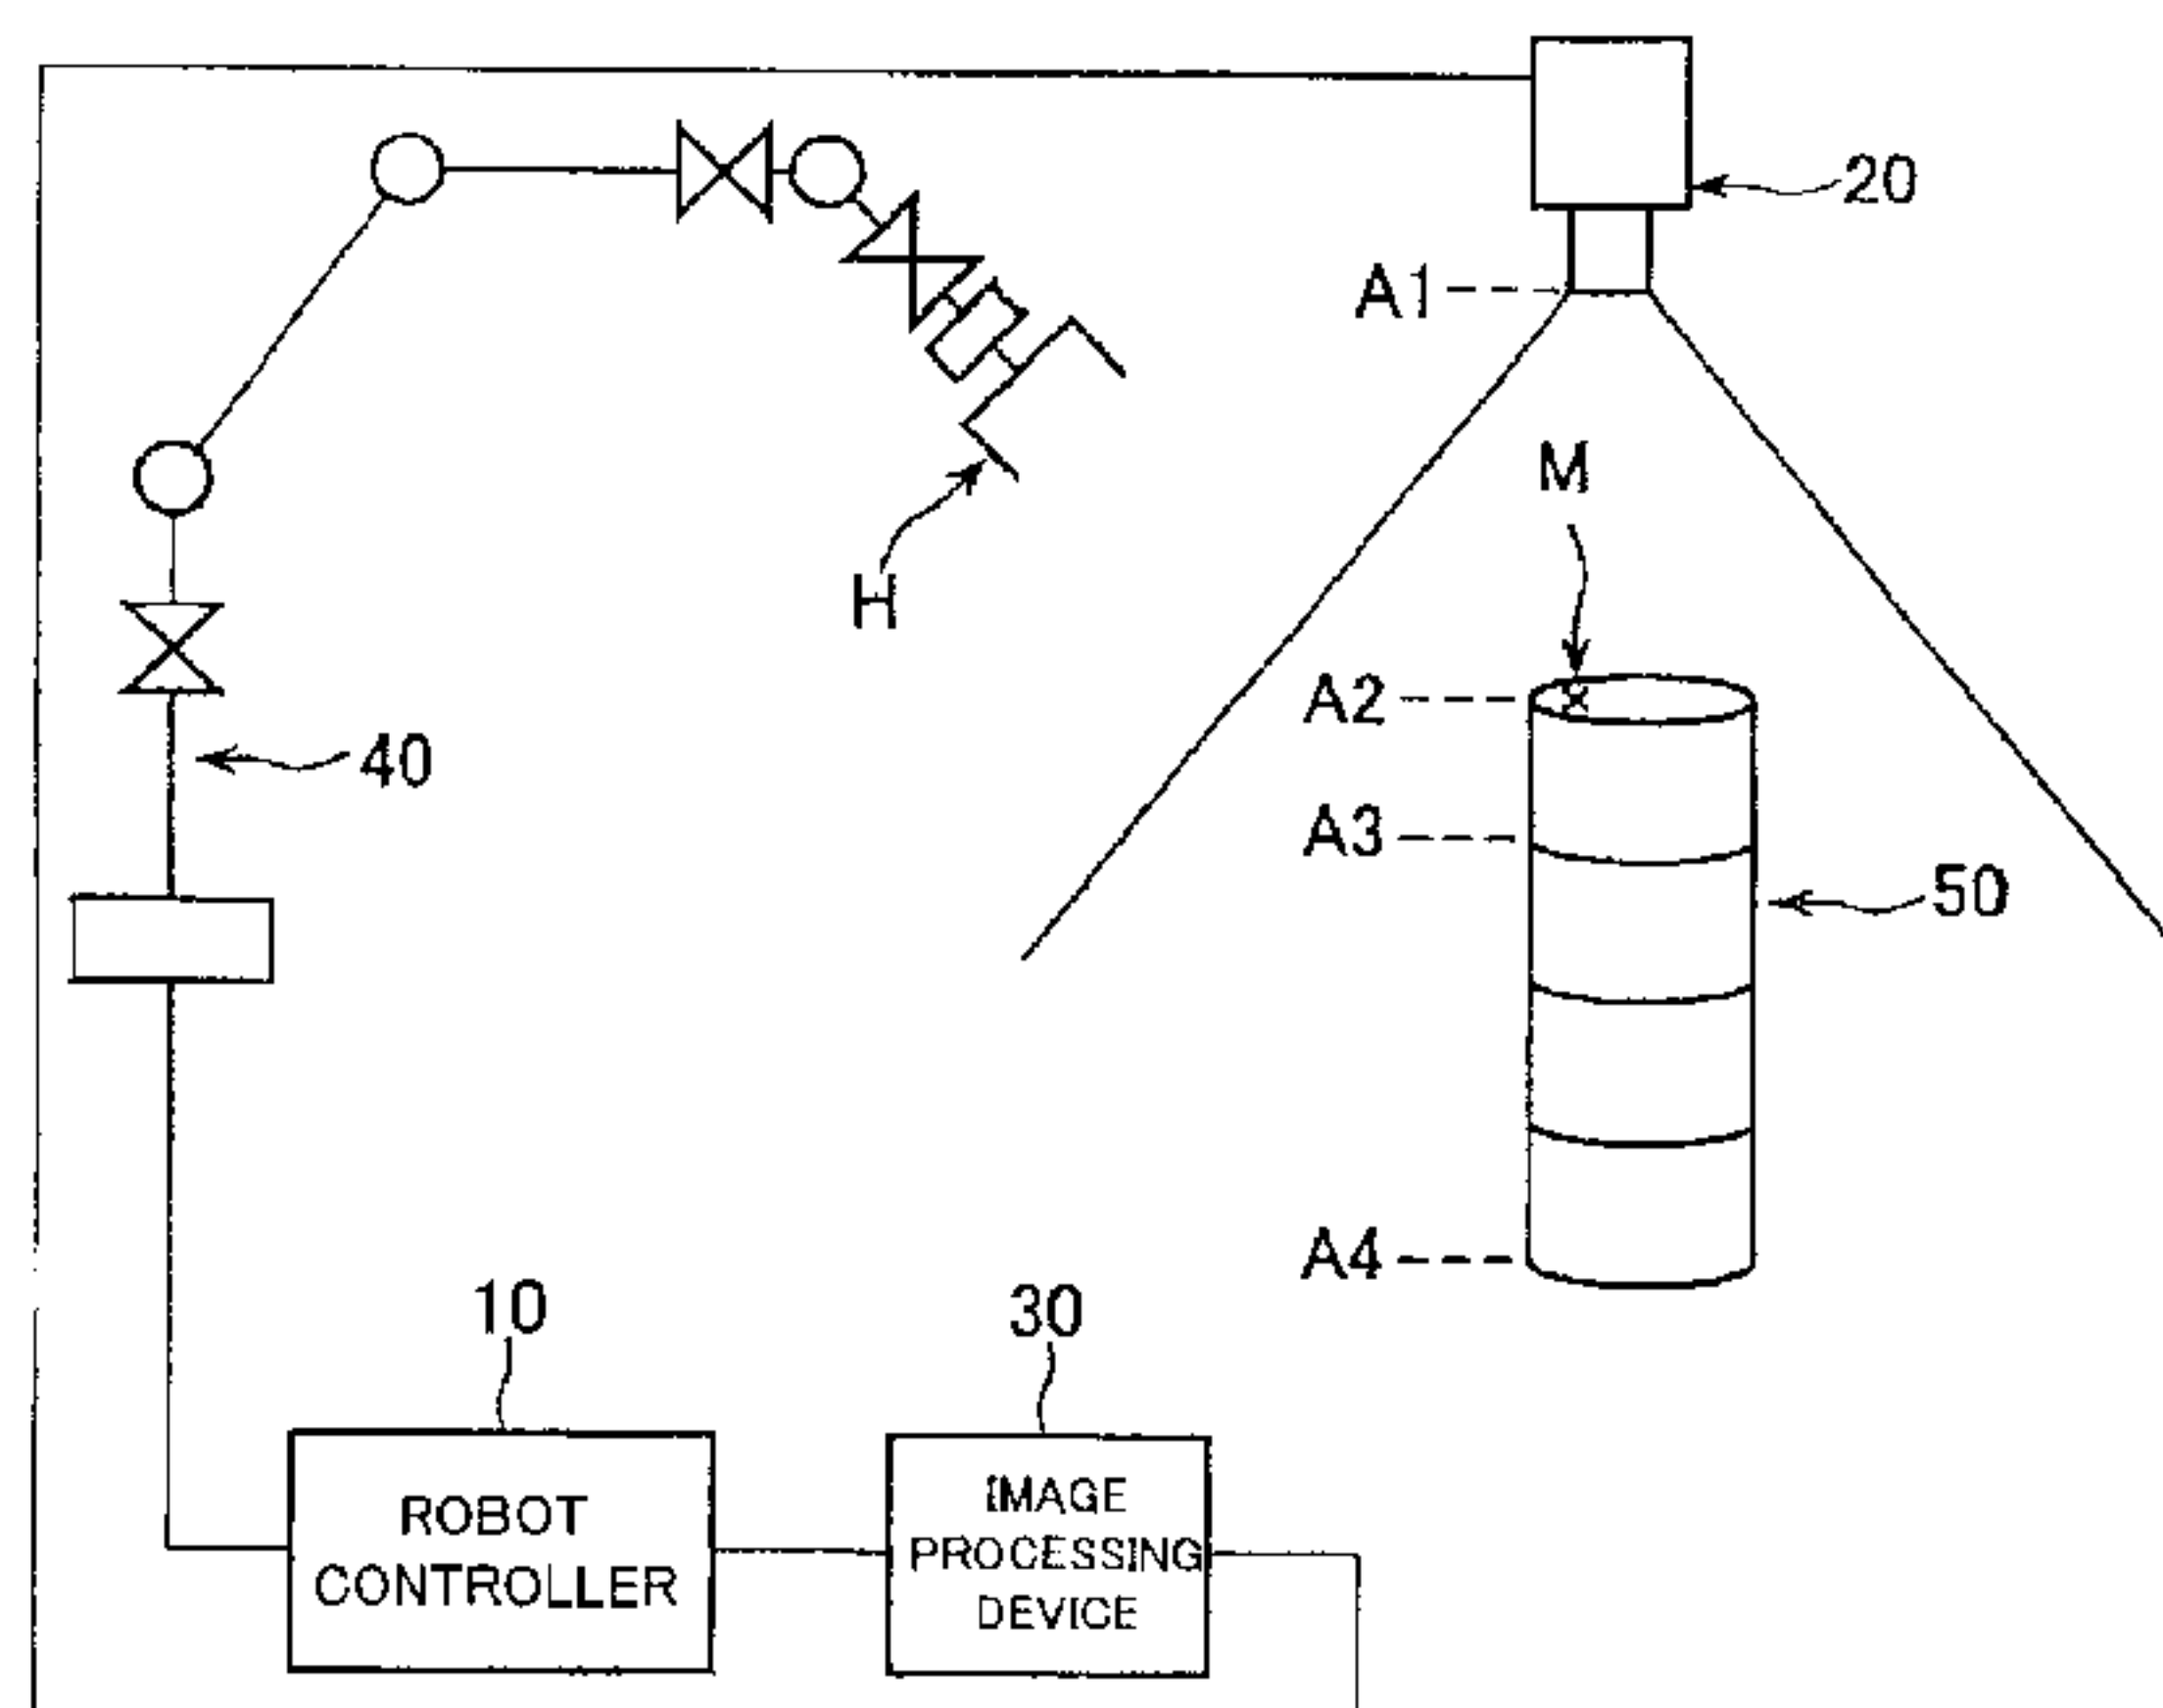 20
A1
M
H
A2
40
A3
50
A4
10
30
ROBOT
CONTROLLER
IMAGE
PROCESSING
DEVICE